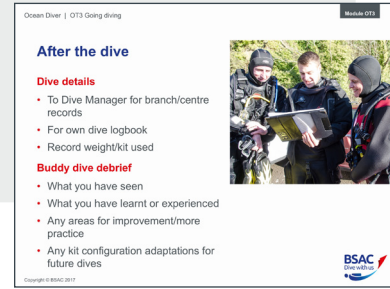 Ocean Diver | OT3 Going diving
Module OT3
After the dive
Dive details
• To Dive Manager for branch/centre
records
• For own dive logbook
• Record weight/kit used
Buddy dive debrief
• What you have seen
• What you have learnt or experienced
• Any areas for improvement/more
practice
• Any kit configuration adaptations for
future dives
BSAC
Dive with us
Copyright © BSAC 2017